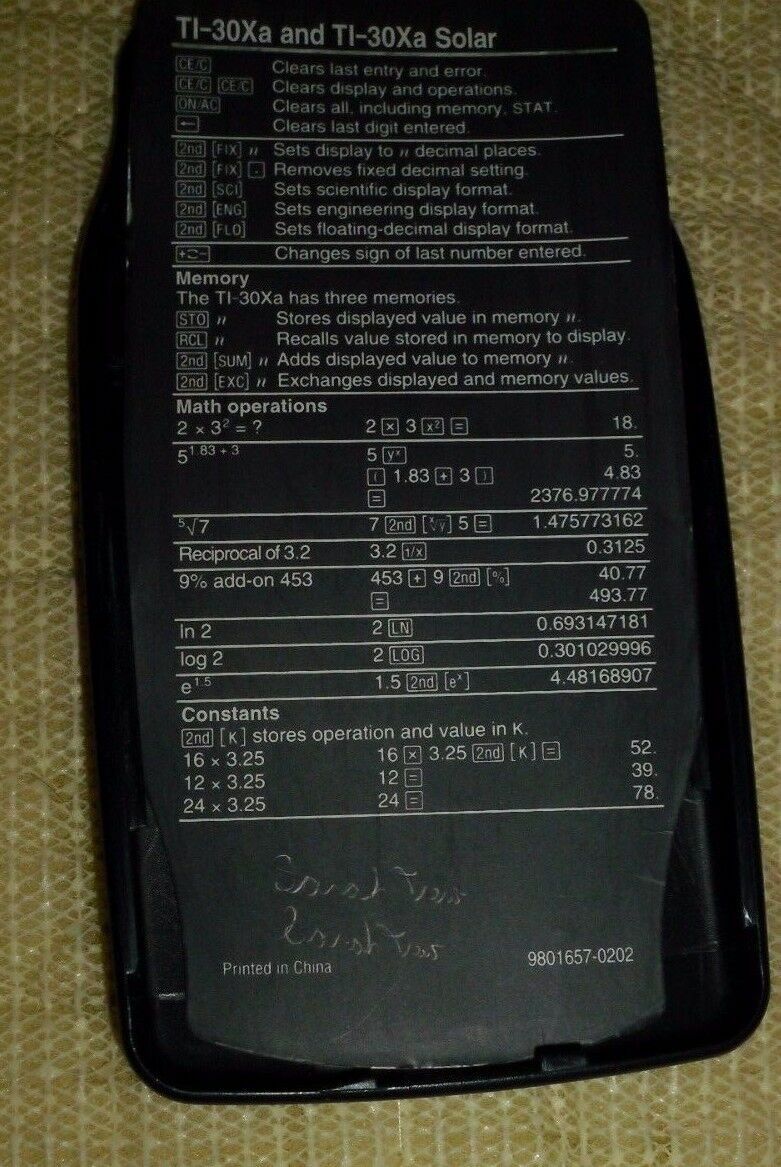 TI-30Xa and TI-30Xa Solar
CE/C Clears last entry and error.
CE/C CE/C Clears display and operations.
ON/AC Clears all, including memory, STAT.
← Clears last digit entered.
2nd [FIX] n Sets display to n decimal places.
2nd [FIX] . Removes fixed decimal setting.
2nd [SCI] Sets scientific display format.
2nd [ENG] Sets engineering display format.
2nd [FLO] Sets floating-decimal display format.
+⇄− Changes sign of last number entered.
Memory
The TI-30Xa has three memories.
STO n Stores displayed value in memory n.
RCL n Recalls value stored in memory to display.
2nd [SUM] n Adds displayed value to memory n.
2nd [EXC] n Exchanges displayed and memory values.
Math operations
2 × 3² = ? 2 × 3 x² = 18.
5^1.83 + 3 5 yˣ 5.
( 1.83 + 3 ) 4.83
= 2376.977774
⁵√7 7 2nd [ˣ√y] 5 = 1.475773162
Reciprocal of 3.2 3.2 1/x 0.3125
9% add-on 453 453 + 9 2nd [%] 40.77
= 493.77
ln 2 2 LN 0.693147181
log 2 2 LOG 0.301029996
e^1.5 1.5 2nd [eˣ] 4.48168907
Constants
2nd [K] stores operation and value in K.
16 × 3.25 16 × 3.25 2nd [K] = 52.
12 × 3.25 12 = 39.
24 × 3.25 24 = 78.
Printed in China 9801657-0202